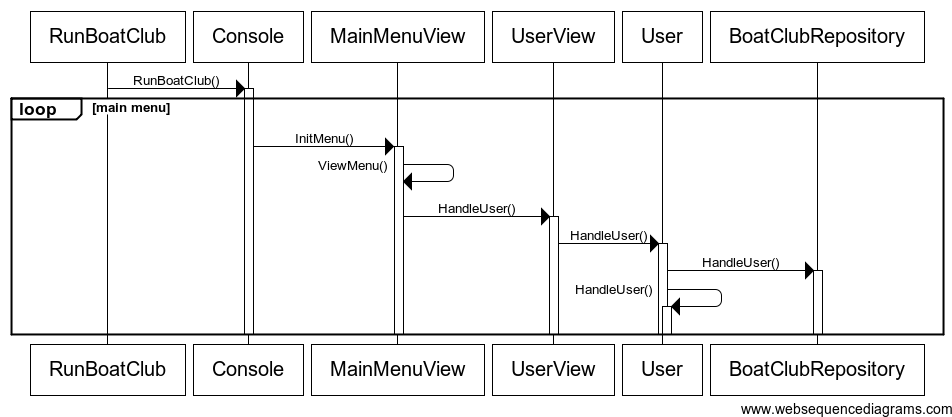 RunBoatClub Console MainMenuView UserView User BoatClubRepository
RunBoatClub()
loop [main menu]
InitMenu()
ViewMenu()
HandleUser()
HandleUser()
HandleUser()
HandleUser()
RunBoatClub Console MainMenuView UserView User BoatClubRepository
www.websequencediagrams.com